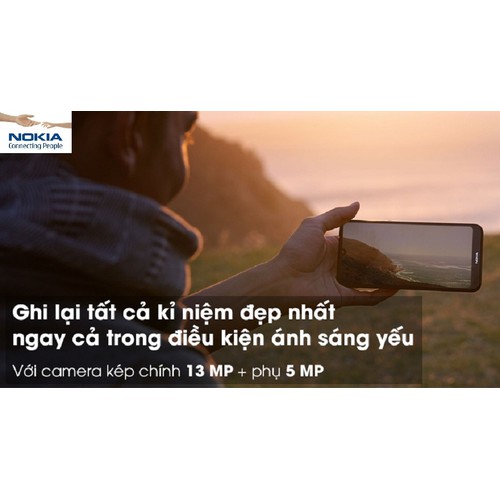 NOKIA
Connecting People
NOKIA
Ghi lại tất cả kỉ niệm đẹp nhất
ngay cả trong điều kiện ánh sáng yếu
Với camera kép chính 13 MP + phụ 5 MP